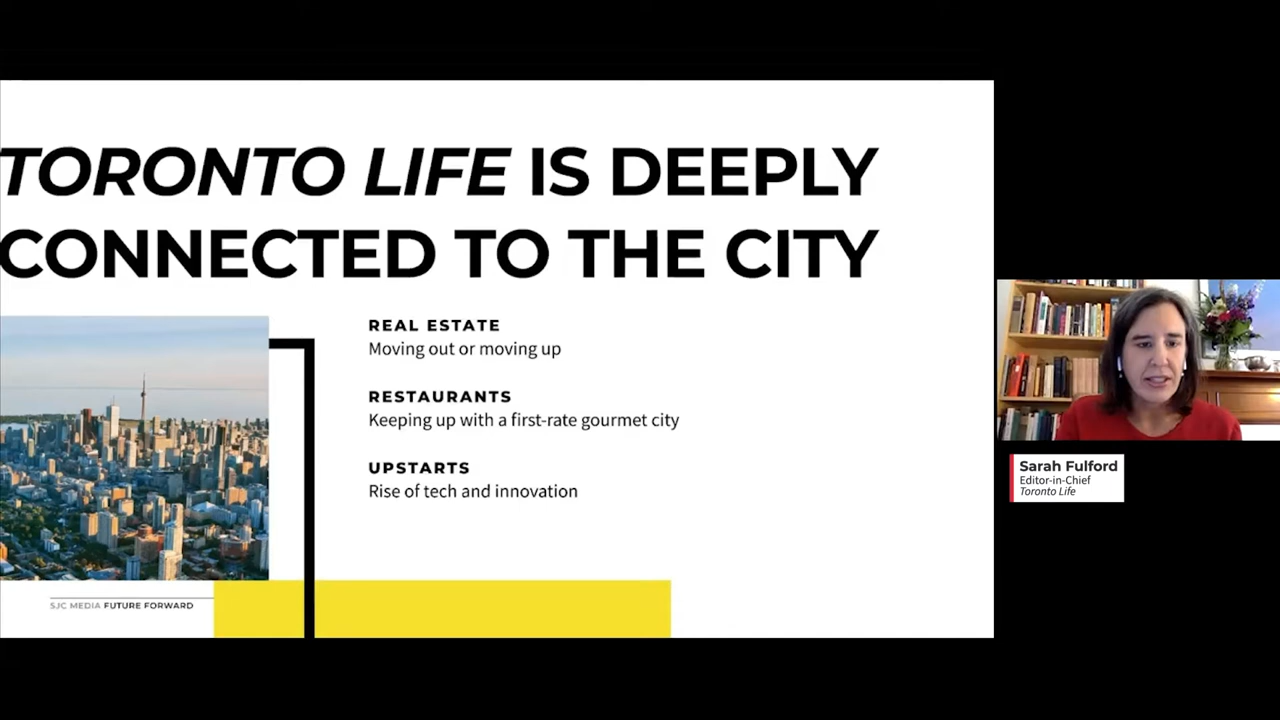 TORONTO LIFE IS DEEPLY
CONNECTED TO THE CITY
REAL ESTATE
Moving out or moving up
RESTAURANTS
Keeping up with a first-rate gourmet city
UPSTARTS
Rise of tech and innovation
SJC MEDIA FUTURE FORWARD
Sarah Fulford
Editor-in-Chief
Toronto Life